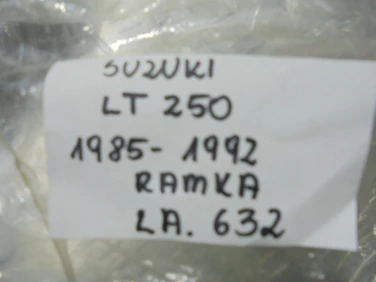 SUZUKI
LT 250
1985- 1992
RAMKA
LA. 632